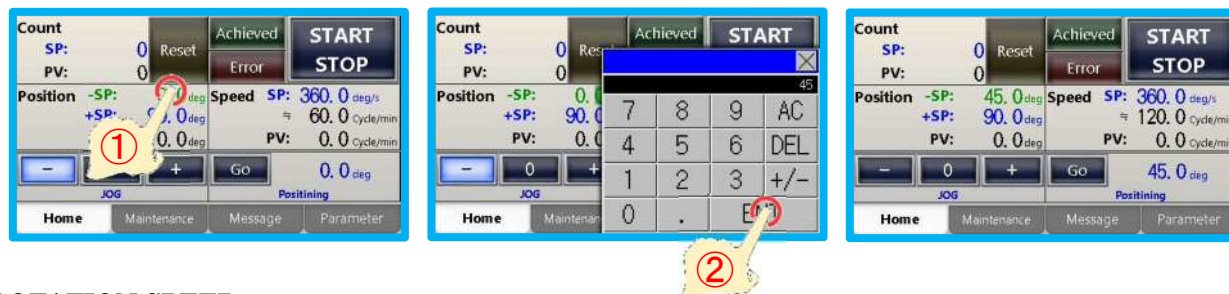 Count
SP: 0
PV: 0
Reset
Achieved
Error
START
STOP
Position -SP: deg
+SP: 0 deg
0. 0 deg
Speed SP: 360. 0 deg/s
≒ 60. 0 Cycle/min
PV: 0. 0 Cycle/min
①
− +
JOG
Go 0. 0 deg
Positining
Home Maintenance Message Parameter
Count
SP: 0
PV: 0
Res
Achieved
START
Position -SP: 0.
+SP: 90. 0
PV: 0. 0
− 0 +
JOG
Home Maintenan
45
7 8 9 AC
4 5 6 DEL
1 2 3 +/−
0 . ENT
②
Count
SP: 0
PV: 0
Reset
Achieved
Error
START
STOP
Position -SP: 45. 0 deg
+SP: 90. 0 deg
PV: 0. 0 deg
Speed SP: 360. 0 deg/s
≒ 120. 0 Cycle/mi
PV: 0. 0 Cycle/mi
− 0 +
JOG
Go 45. 0 deg
Positining
Home Maintenance Message Parameter